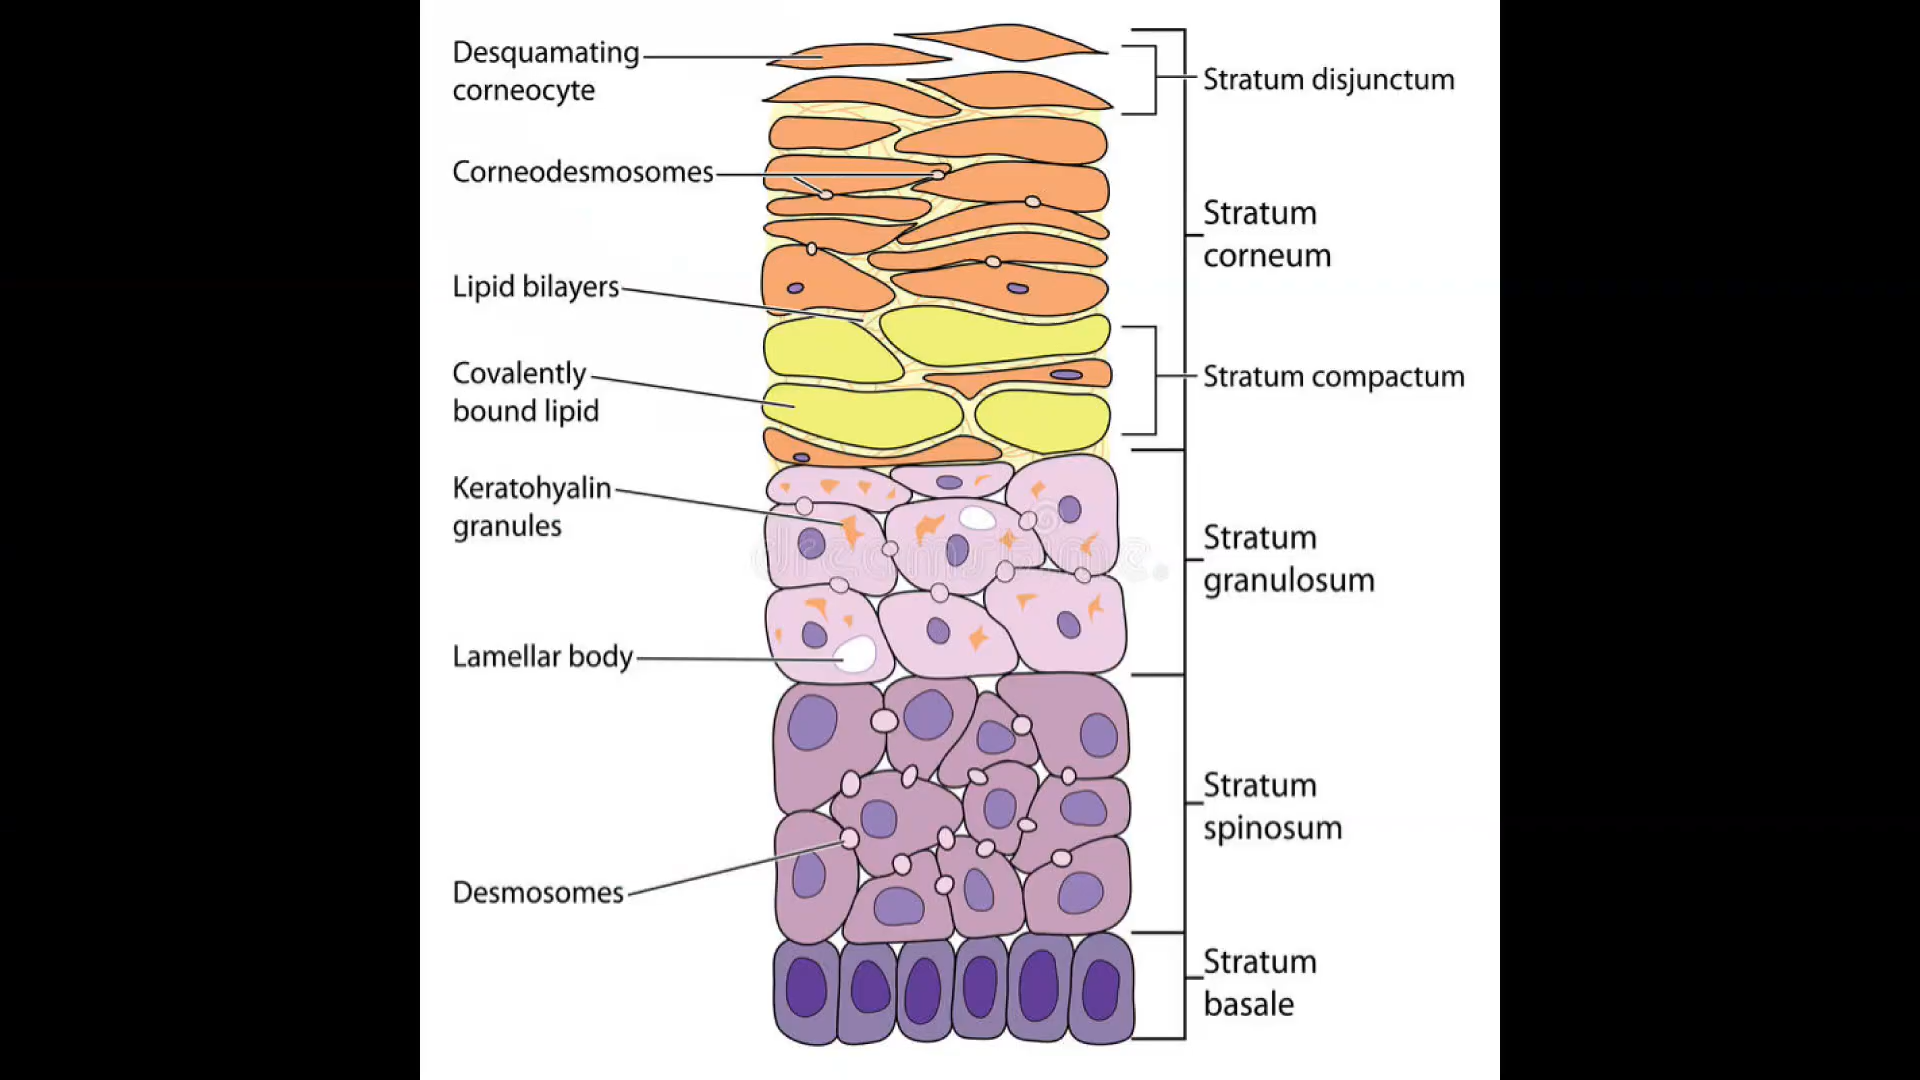 Desquamating
corneocyte
Corneodesmosomes
Lipid bilayers
Covalently
bound lipid
Keratohyalin
granules
Lamellar body
Desmosomes
Stratum disjunctum
Stratum
corneum
Stratum compactum
Stratum
granulosum
Stratum
spinosum
Stratum
basale
dreamstime.